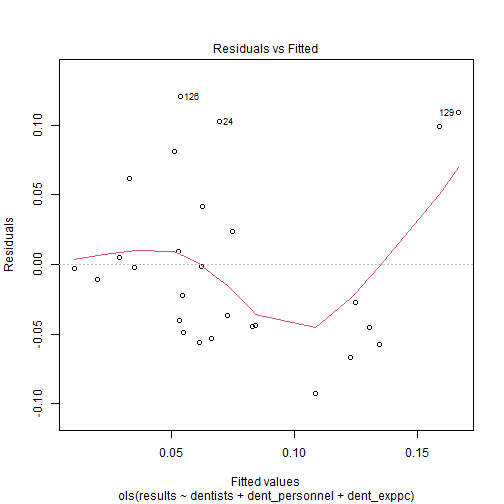 Residuals vs Fitted
126
24
129
0.10
0.05
0.00
-0.05
-0.10
Residuals
0.05 0.10 0.15
Fitted values
ols(results ~ dentists + dent_personnel + dent_exppc)